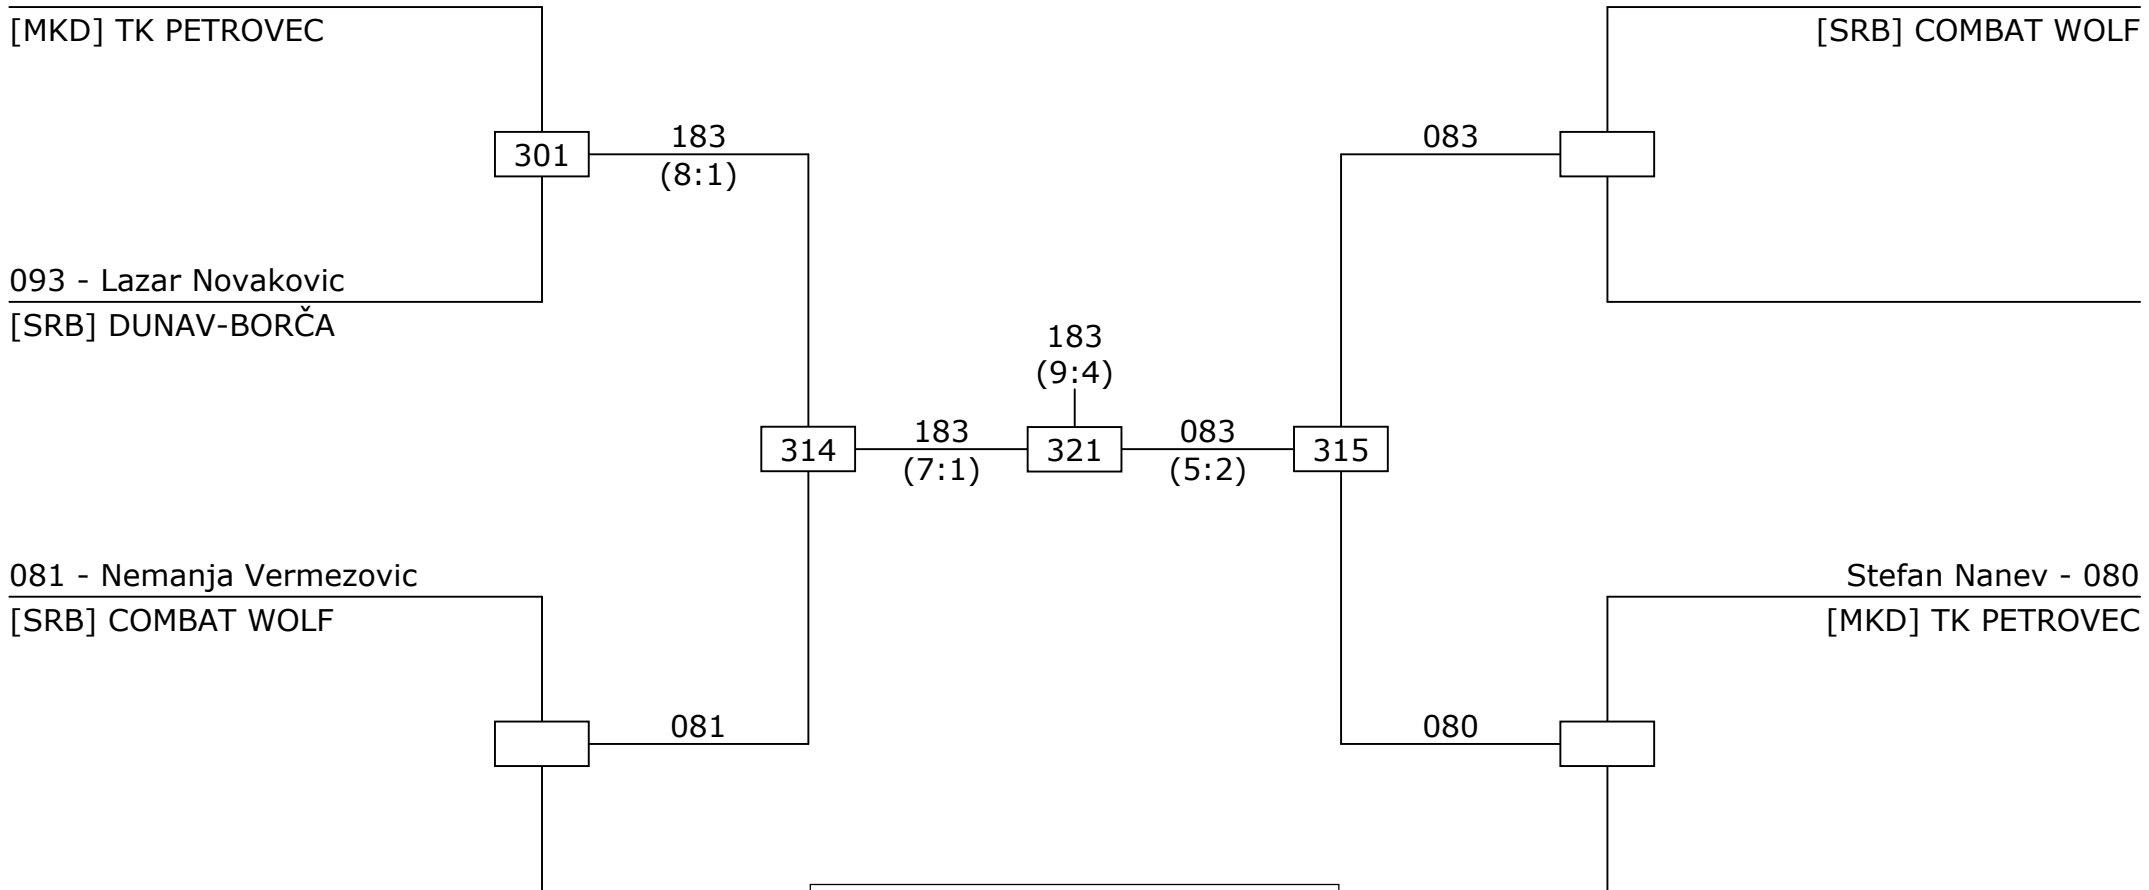 [MKD] TK PETROVEC
[SRB] COMBAT WOLF
183
083
301
(8:1)
093 - Lazar Novakovic
[SRB] DUNAV-BORČA
183
(9:4)
183
083
314
321
315
(7:1)
(5:2)
081 - Nemanja Vermezovic
Stefan Nanev - 080
[SRB] COMBAT WOLF
[MKD] TK PETROVEC
081
080